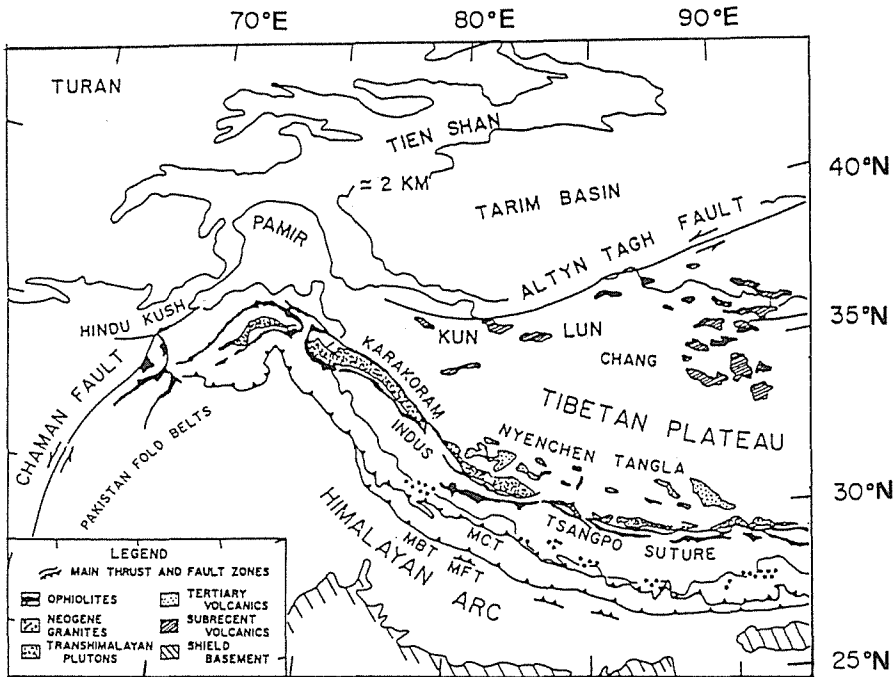 70°E 80°E 90°E
TURAN
TIEN SHAN
40°N
≃ 2 KM
TARIM BASIN
PAMIR
ALTYN TAGH FAULT
35°N
HINDU KUSH
KUN LUN
CHANG
KARAKORAM
CHAMAN FAULT
TIBETAN PLATEAU
INDUS
NYENCHEN TANGLA
PAKISTAN FOLD BELTS
30°N
TSANGPO SUTURE
HIMALAYAN ARC
MCT
MBT
MFT
25°N
LEGEND
MAIN THRUST AND FAULT ZONES
OPHIOLITES
NEOGENE
GRANITES
TRANSHIMALAYAN
PLUTONS
TERTIARY
VOLCANICS
SUBRECENT
VOLCANICS
SHIELD
BASEMENT